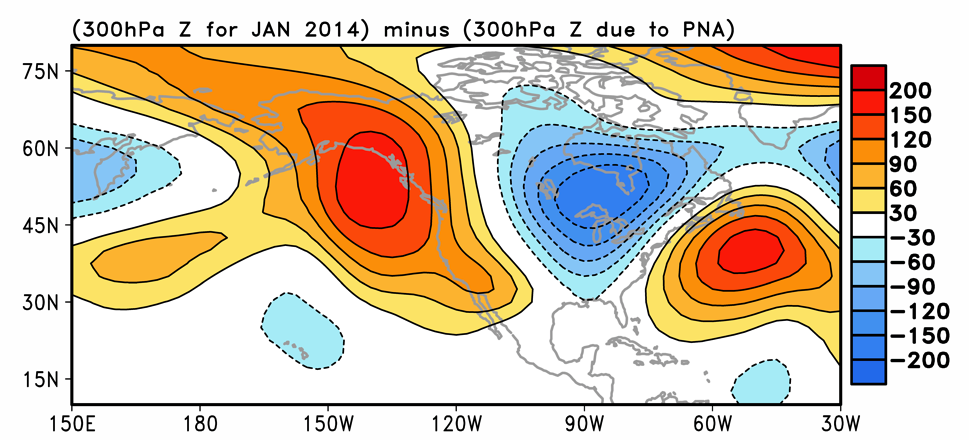 (300hPa Z for JAN 2014) minus (300hPa Z due to PNA)
75N
60N
45N
30N
15N
150E 180 150W 120W 90W 60W 30W
200
150
120
90
60
30
−30
−60
−90
−120
−150
−200